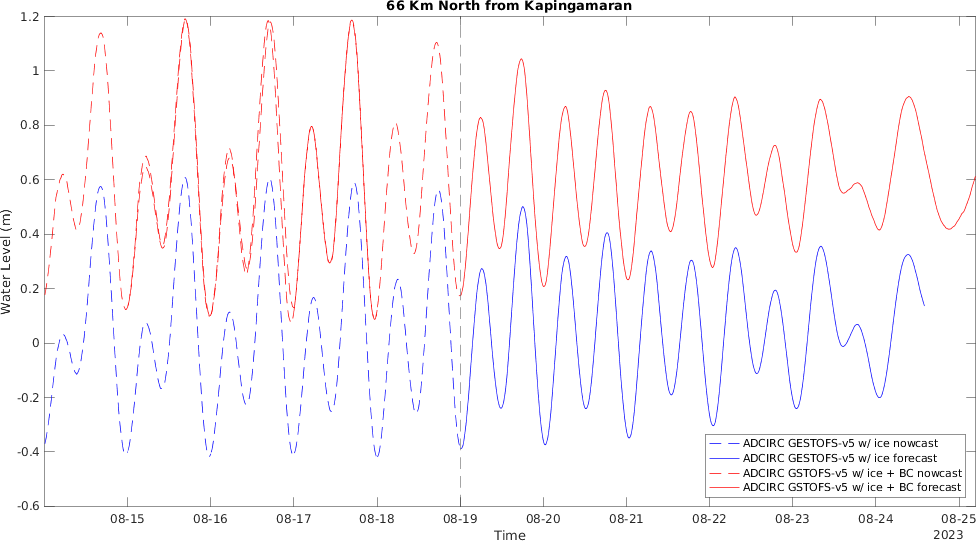 66 Km North from Kapingamaran
1.2
1
0.8
0.6
0.4
0.2
0
-0.2
-0.4
-0.6
Water Level (m)
ADCIRC GESTOFS-v5 w/ ice nowcast
ADCIRC GESTOFS-v5 w/ ice forecast
ADCIRC GSTOFS-v5 w/ ice + BC nowcast
ADCIRC GSTOFS-v5 w/ ice + BC forecast
08-15 08-16 08-17 08-18 08-19 08-20 08-21 08-22 08-23 08-24 08-25
Time
2023